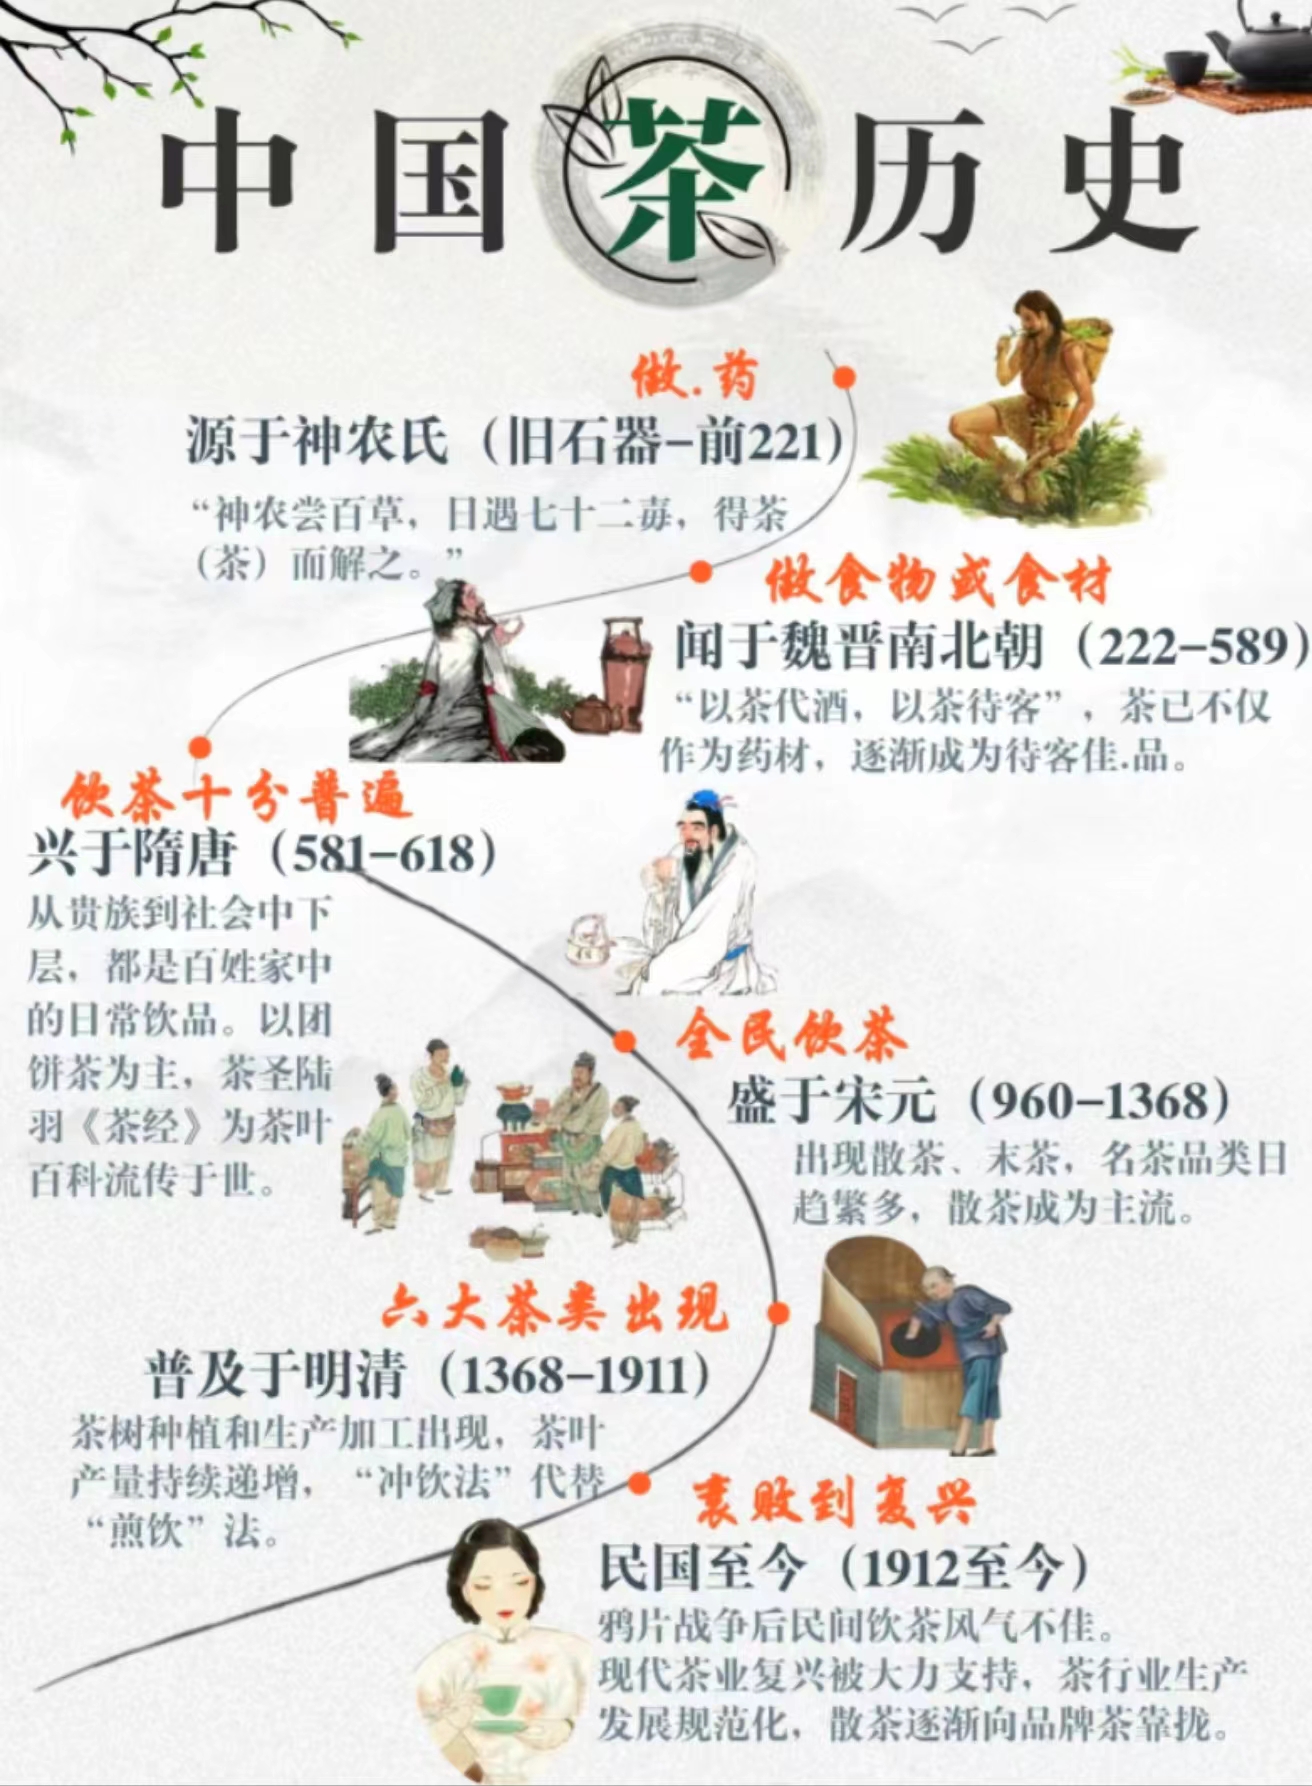 中国茶历史
做.药
源于神农氏（旧石器-前221）
“神农尝百草，日遇七十二毒，得茶
（茶）而解之。”
做食物或食材
闻于魏晋南北朝（222-589）
“以茶代酒，以茶待客”，茶已不仅
作为药材，逐渐成为待客佳.品。
饮茶十分普遍
兴于隋唐（581-618）
从贵族到社会中下
层，都是百姓家中
的日常饮品。以团
饼茶为主，茶圣陆
羽《茶经》为茶叶
百科流传于世。
全民饮茶
盛于宋元（960-1368）
出现散茶、末茶，名茶品类日
趋繁多，散茶成为主流。
六大茶类出现
普及于明清（1368-1911）
茶树种植和生产加工出现，茶叶
产量持续递增，“冲饮法”代替
“煎饮”法。
衰败到复兴
民国至今（1912至今）
鸦片战争后民间饮茶风气不佳。
现代茶业复兴被大力支持，茶行业生产
发展规范化，散茶逐渐向品牌茶靠拢。